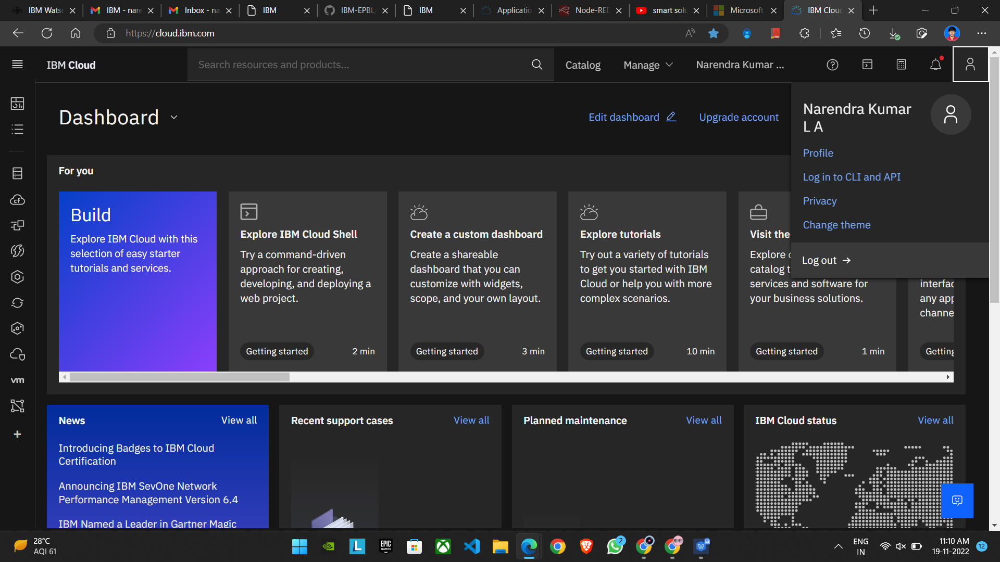 IBM Watso
IBM - nare
Inbox - na
IBM
IBM-EPBL/
IBM
Applicatio
Node-RED
smart solu
Microsoft
IBM Cloud
https://cloud.ibm.com
IBM Cloud
Search resources and products...
Catalog
Manage
Narendra Kumar ...
Dashboard
Edit dashboard
Upgrade account
Narendra Kumar
L A
Profile
Log in to CLI and API
Privacy
Change theme
Log out
For you
Build
Explore IBM Cloud with this
selection of easy starter
tutorials and services.
Explore IBM Cloud Shell
Try a command-driven
approach for creating,
developing, and deploying a
web project.
Getting started
2 min
Create a custom dashboard
Create a shareable
dashboard that you can
customize with widgets,
scope, and your own layout.
Getting started
3 min
Explore tutorials
Try out a variety of tutorials
to get you started with IBM
Cloud or help you with more
complex scenarios.
Getting started
10 min
Visit the
Explore
catalog
services and software for
your business solutions.
Getting started
1 min
interfac
any app
channe
Getting
cf
vm
News
View all
Introducing Badges to IBM Cloud
Certification
Announcing IBM SevOne Network
Performance Management Version 6.4
IBM Named a Leader in Gartner Magic
Recent support cases
View all
Planned maintenance
View all
IBM Cloud status
View all
28°C
AQI 61
L
EPIC
GAMES
2
W
ENG
IN
11:10 AM
19-11-2022
12